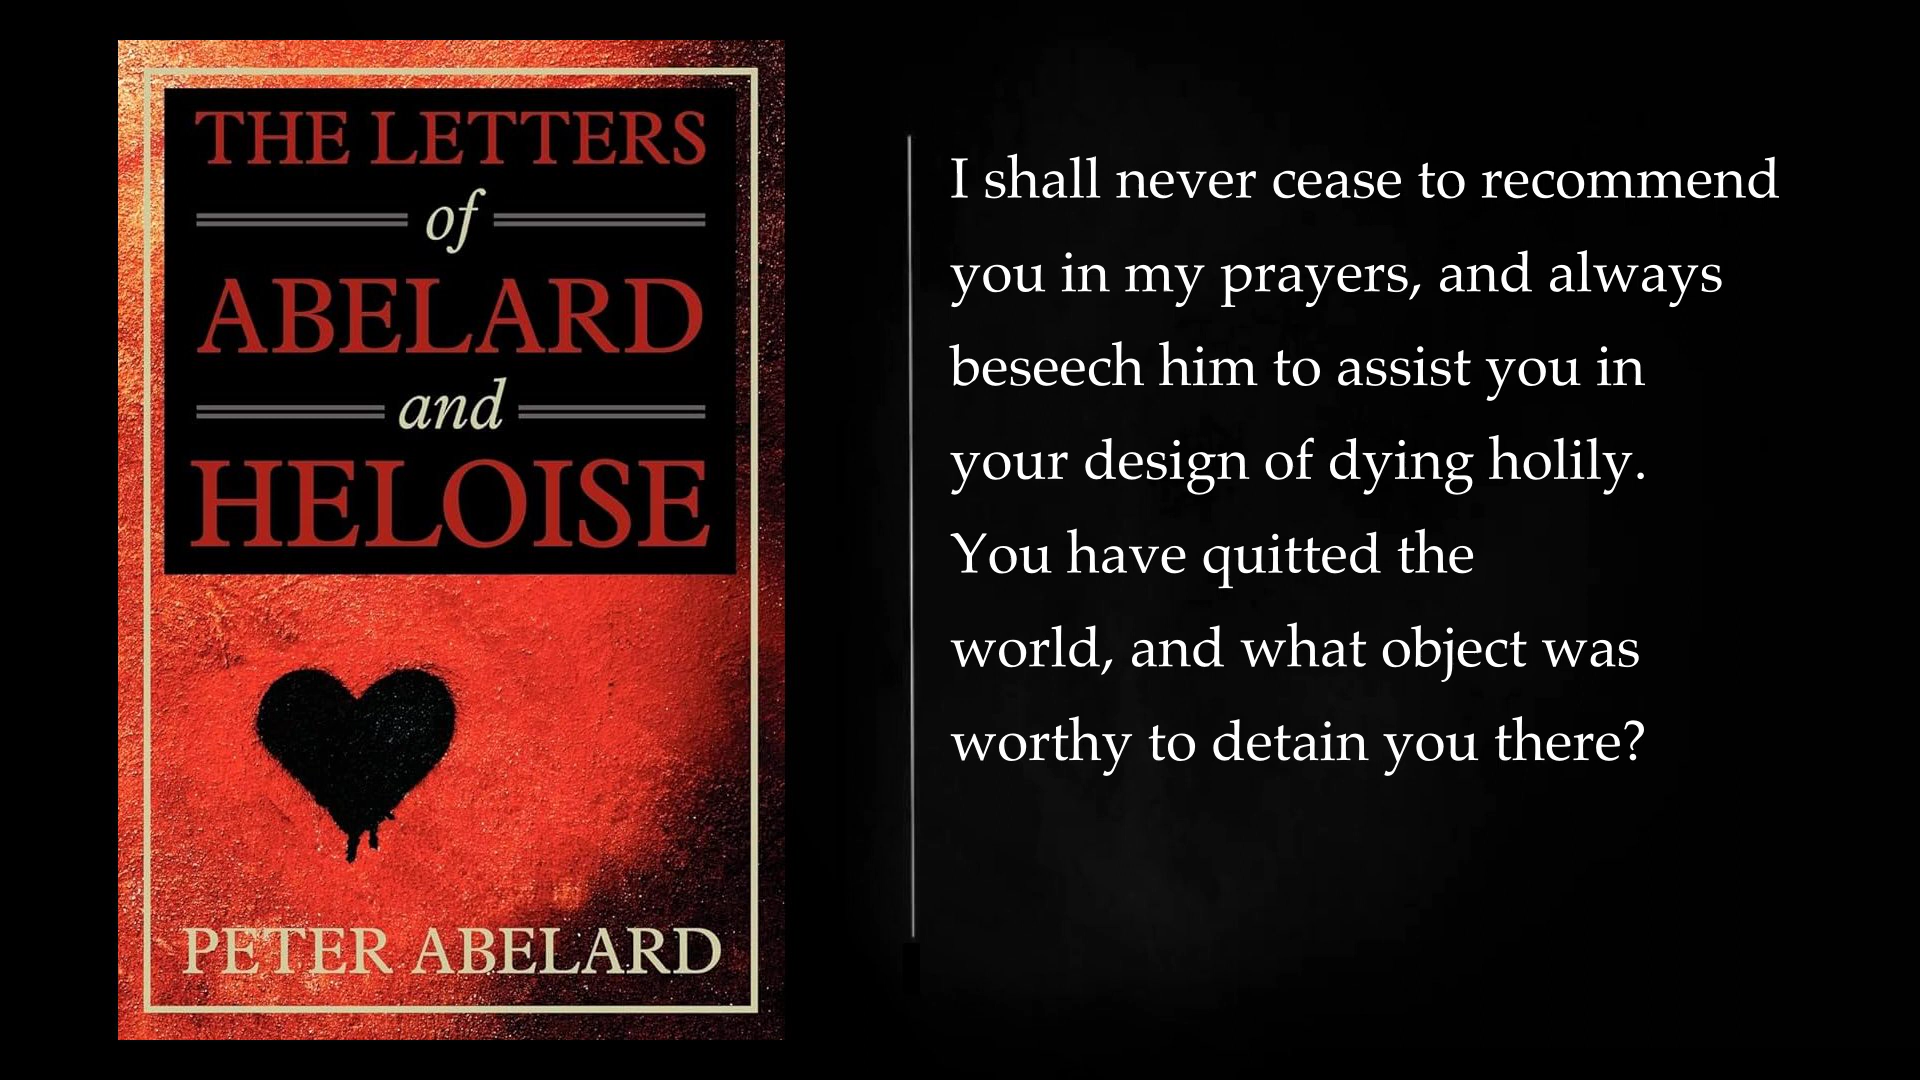 THE LETTERS
of
ABELARD
and
HELOISE
PETER ABELARD
I shall never cease to recommend
you in my prayers, and always
beseech him to assist you in
your design of dying holily.
You have quitted the
world, and what object was
worthy to detain you there?